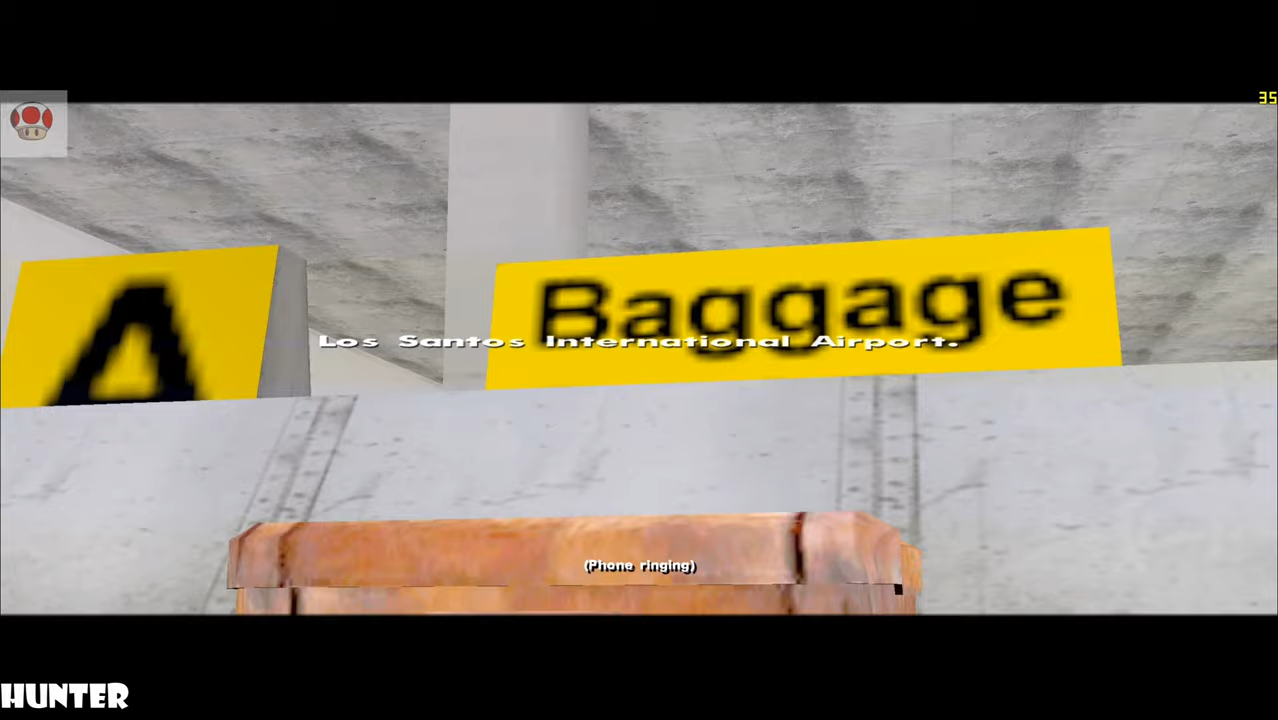 35
A
Baggage
Los Santos International Airport.
(Phone ringing)
HUNTER